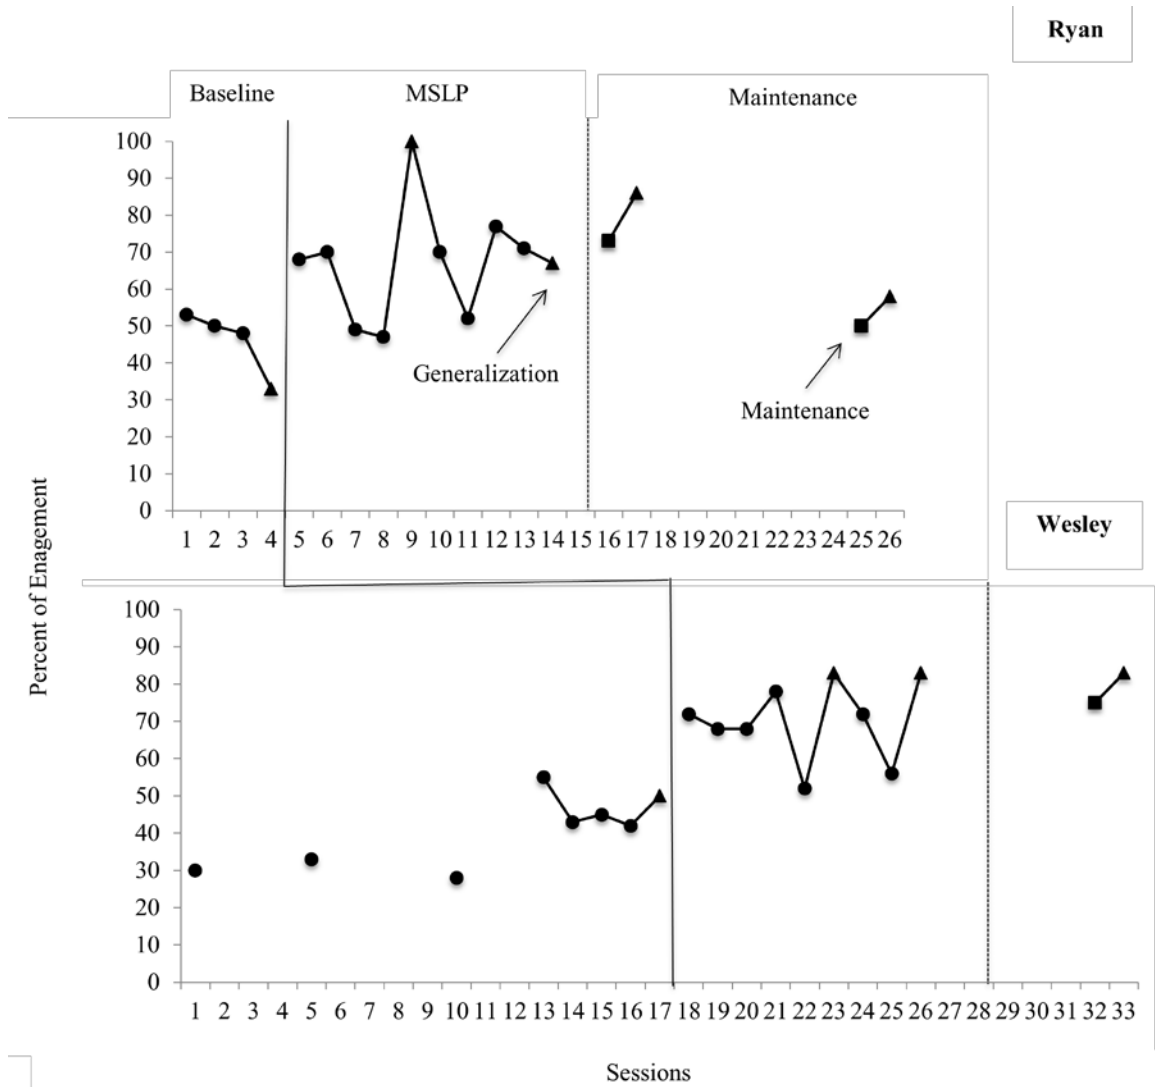 Ryan
Baseline MSLP Maintenance
100
90
80
70
60
50
40
30
20
10
0
Generalization
Maintenance
1 2 3 4 5 6 7 8 9 10 11 12 13 14 15 16 17 18 19 20 21 22 23 24 25 26
Wesley
Percent of Enagement
100
90
80
70
60
50
40
30
20
10
0
1 2 3 4 5 6 7 8 9 10 11 12 13 14 15 16 17 18 19 20 21 22 23 24 25 26 27 28 29 30 31 32 33
Sessions